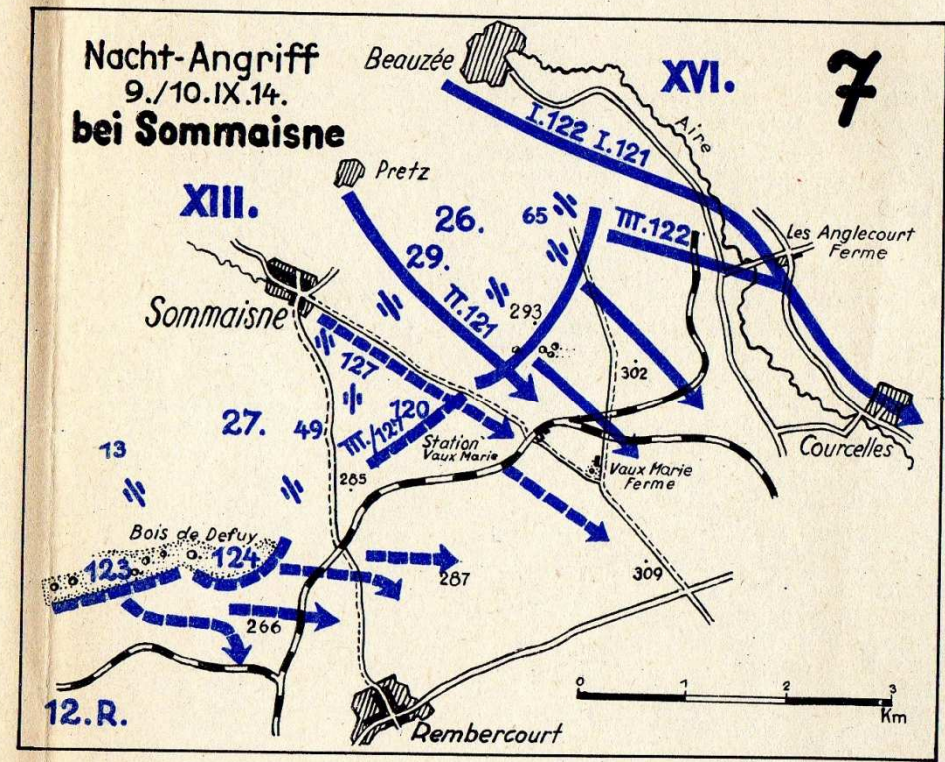 Nacht-Angriff
9./10.IX.14.
bei Sommaisne
Beauzée
XVI.
7
I.122 I.121
Aire
Pretz
XIII.
26.
65
III.122
Les Anglecourt
Ferme
29.
II.121
293
Sommaisne
127
302
120
27.
49
III./127
Station
Vaux Marie
Courcelles
13
Vaux Marie
Ferme
285
Bois de Defuy
123
124
287
309
266
12.R.
0 1 2 3
Km
Rembercourt